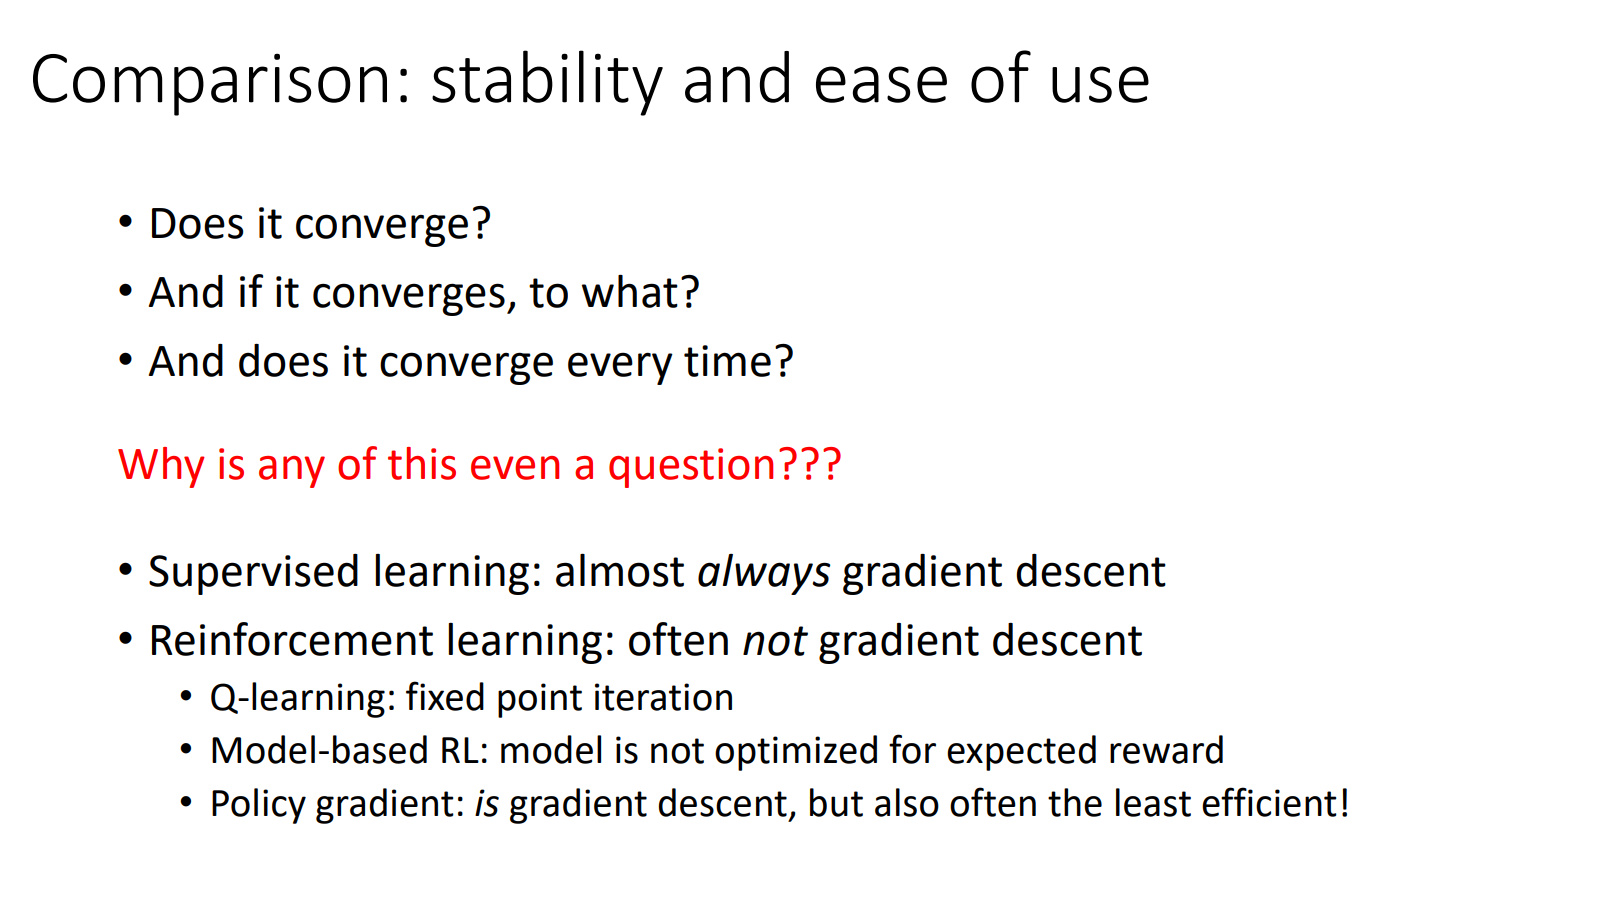 Comparison: stability and ease of use
• Does it converge?
• And if it converges, to what?
• And does it converge every time?
Why is any of this even a question???
• Supervised learning: almost always gradient descent
• Reinforcement learning: often not gradient descent
• Q-learning: fixed point iteration
• Model-based RL: model is not optimized for expected reward
• Policy gradient: is gradient descent, but also often the least efficient!